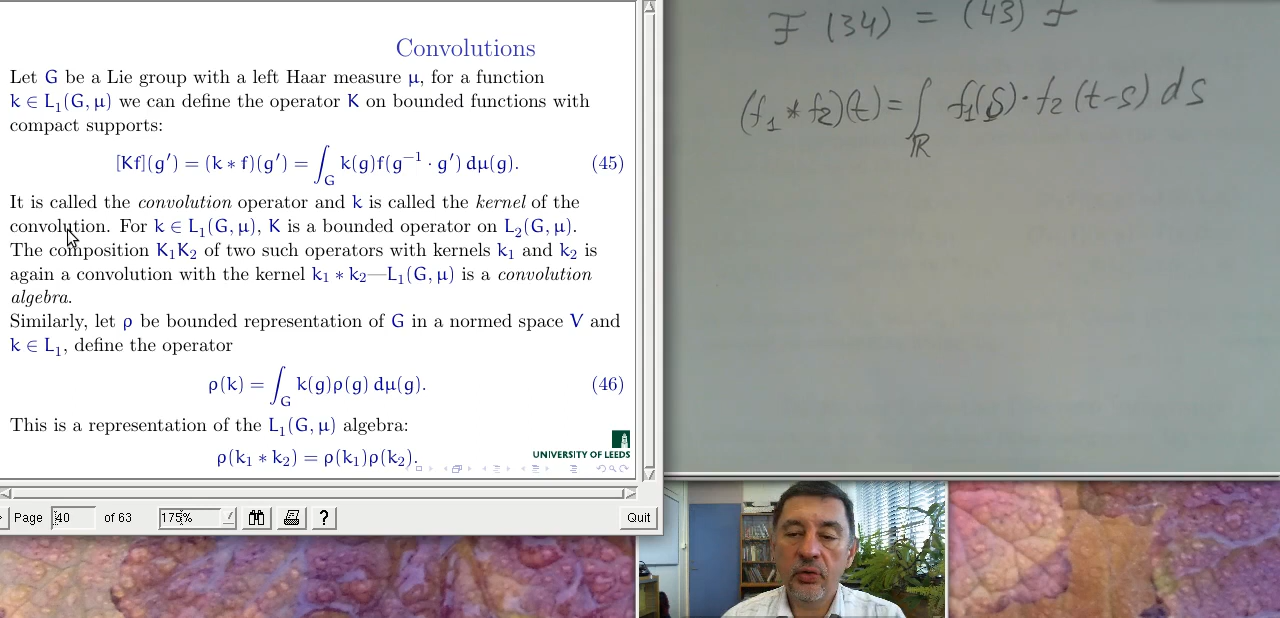 Convolutions
Let G be a Lie group with a left Haar measure μ, for a function
k ∈ L₁(G, μ) we can define the operator K on bounded functions with
compact supports:
[Kf](g′) = (k ∗ f)(g′) = ∫_G k(g)f(g⁻¹ · g′) dμ(g). (45)
It is called the convolution operator and k is called the kernel of the
convolution. For k ∈ L₁(G, μ), K is a bounded operator on L₂(G, μ).
The composition K₁K₂ of two such operators with kernels k₁ and k₂ is
again a convolution with the kernel k₁ ∗ k₂—L₁(G, μ) is a convolution
algebra.
Similarly, let ρ be bounded representation of G in a normed space V and
k ∈ L₁, define the operator
ρ(k) = ∫_G k(g)ρ(g) dμ(g). (46)
This is a representation of the L₁(G, μ) algebra:
ρ(k₁ ∗ k₂) = ρ(k₁)ρ(k₂).
UNIVERSITY OF LEEDS
Page 40 of 63 175% ? Quit
F (34) = (43) F
(f₁ ∗ f₂)(t) = ∫_ℝ f₁(s) · f₂(t-s) ds